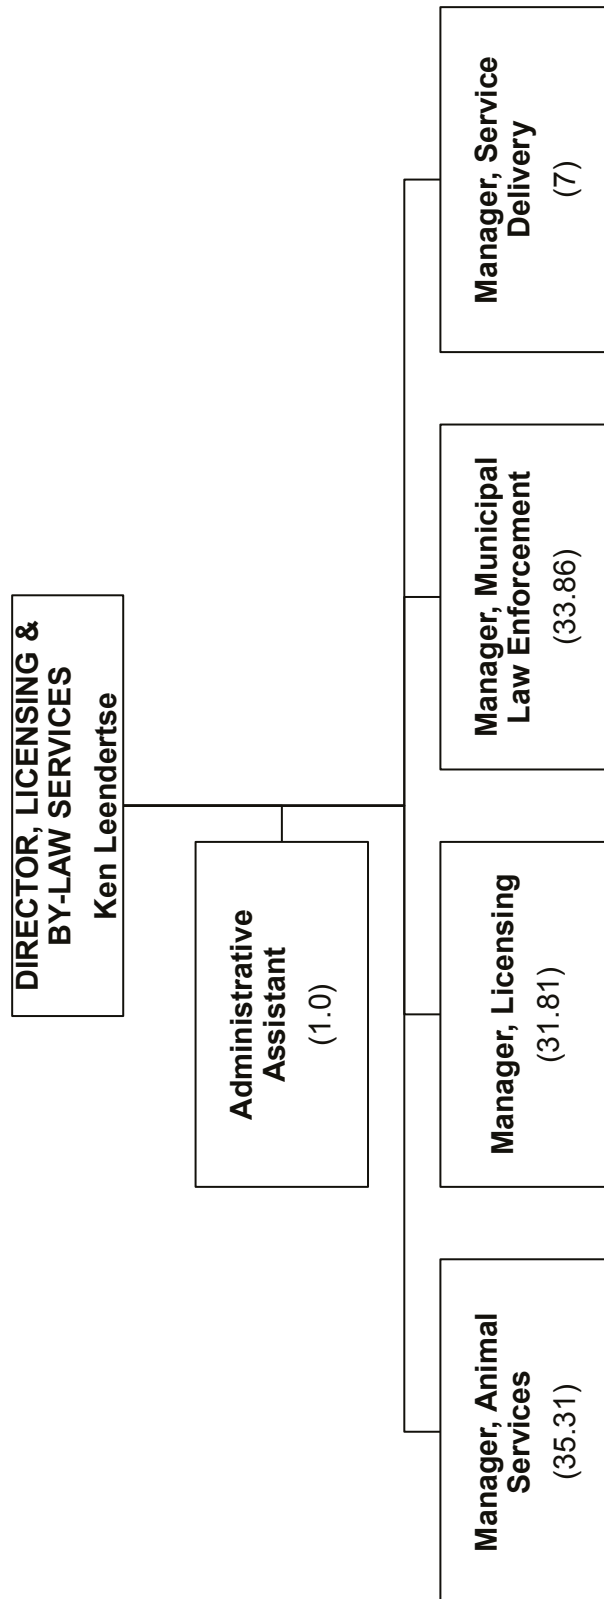 DIRECTOR, LICENSING &
BY-LAW SERVICES
Ken Leendertse
Administrative
Assistant
(1.0)
Manager, Animal
Services
(35.31)
Manager, Licensing
(31.81)
Manager, Municipal
Law Enforcement
(33.86)
Manager, Service
Delivery
(7)